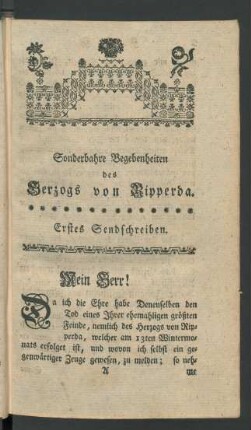 Sonderbahre Begebenheiten
des
Herzogs von Ripperda.
Erstes Sendschreiben.
Mein Herr!
Da ich die Ehre habe Denenselben den
Tod eines Ihrer ehemahligen gröſten
Feinde, nemlich des Herzogs von Rip-
perda, welcher am 13ten Wintermo-
nats erfolget ist, und wovon ich selbst ein ge-
genwärtiger Zeuge gewesen, zu melden; so neh-
A
me